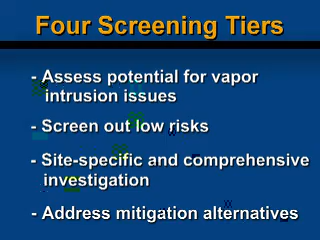 Four Screening Tiers
- Assess potential for vapor
intrusion issues
- Screen out low risks
- Site-specific and comprehensive
investigation
- Address mitigation alternatives